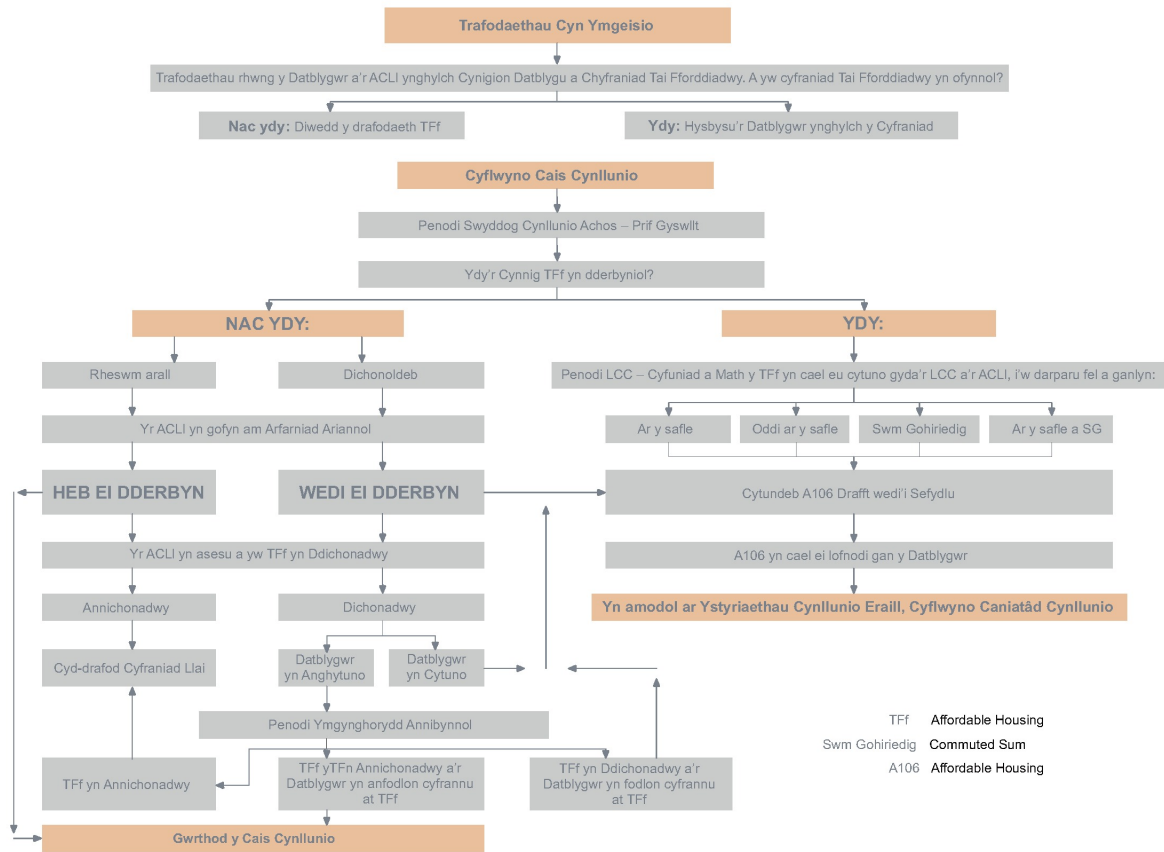 Trafodaethau Cyn Ymgeisio
Trafodaethau rhwng y Datblygwr a'r ACLI ynghylch Cynigion Datblygu a Chyfraniad Tai Fforddiadwy. A yw cyfraniad Tai Fforddiadwy yn ofynnol?
Nac ydy: Diwedd y drafodaeth TFf
Ydy: Hysbysu'r Datblygwr ynghylch y Cyfraniad
Cyflwyno Cais Cynllunio
Penodi Swyddog Cynllunio Achos – Prif Gyswllt
Ydy'r Cynnig TFf yn dderbyniol?
NAC YDY:
YDY:
Rheswm arall
Dichonoldeb
Penodi LCC – Cyfuniad a Math y TFf yn cael eu cytuno gyda'r LCC a'r ACLI, i'w darparu fel a ganlyn:
Yr ACLI yn gofyn am Arfarniad Ariannol
Ar y safle
Oddi ar y safle
Swm Gohiriedig
Ar y safle a SG
HEB EI DDERBYN
WEDI EI DDERBYN
Cytundeb A106 Drafft wedi'i Sefydlu
Yr ACLI yn asesu a yw TFf yn Ddichonadwy
A106 yn cael ei lofnodi gan y Datblygwr
Annichonadwy
Dichonadwy
Yn amodol ar Ystyriaethau Cynllunio Eraill, Cyflwyno Caniatâd Cynllunio
Cyd-drafod Cyfraniad Llai
Datblygwr
yn Anghytuno
Datblygwr
yn Cytuno
Penodi Ymgynghorydd Annibynnol
TFf yn Annichonadwy
TFf yTFn Annichonadwy a'r
Datblygwr yn anfodlon cyfrannu
at TFf
TFf yn Ddichonadwy a'r
Datblygwr yn fodlon cyfrannu
at TFf
Gwrthod y Cais Cynllunio
TFf Affordable Housing
Swm Gohiriedig Commuted Sum
A106 Affordable Housing